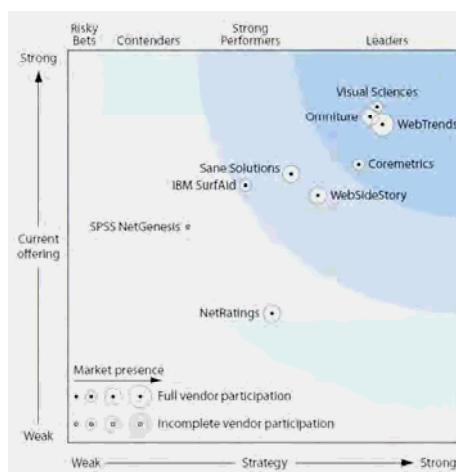 Risky Bets
Contenders
Strong Performers
Leaders
Strong
Visual Sciences
Omniture
WebTrends
Sane Solutions
Coremetrics
IBM SurfAid
WebSideStory
SPSS NetGenesis
Current offering
NetRatings
Market presence
Full vendor participation
Incomplete vendor participation
Weak
Weak
Strategy
Strong